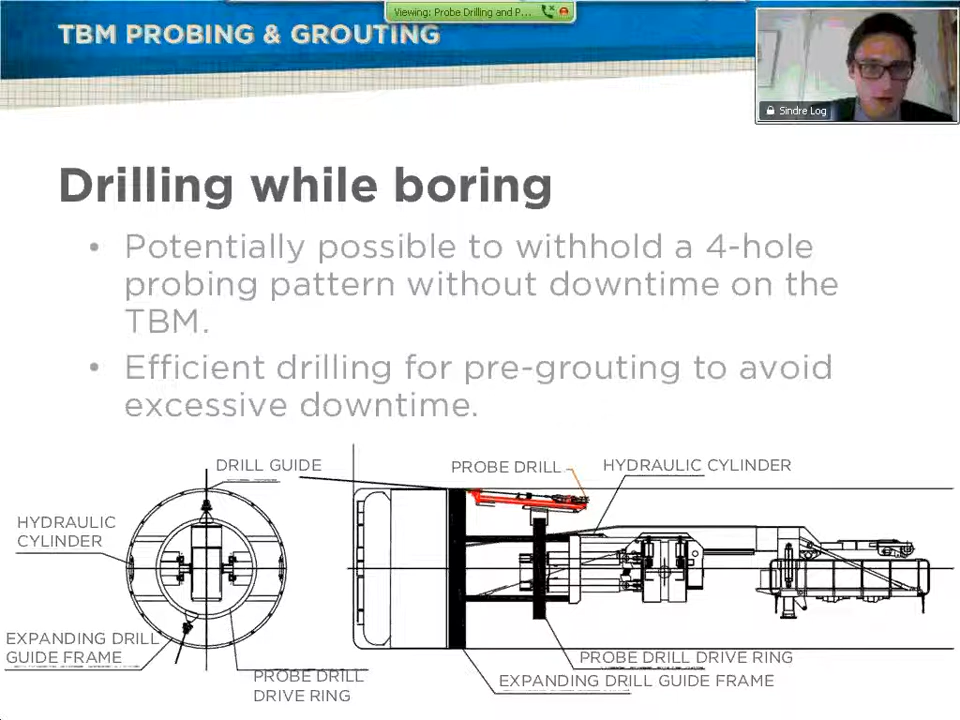 Viewing: Probe Drilling and P...
TBM PROBING & GROUTING
Sindre Log
Drilling while boring
• Potentially possible to withhold a 4-hole
probing pattern without downtime on the
TBM.
• Efficient drilling for pre-grouting to avoid
excessive downtime.
DRILL GUIDE
PROBE DRILL
HYDRAULIC CYLINDER
HYDRAULIC
CYLINDER
EXPANDING DRILL
GUIDE FRAME
PROBE DRILL
DRIVE RING
PROBE DRILL DRIVE RING
EXPANDING DRILL GUIDE FRAME